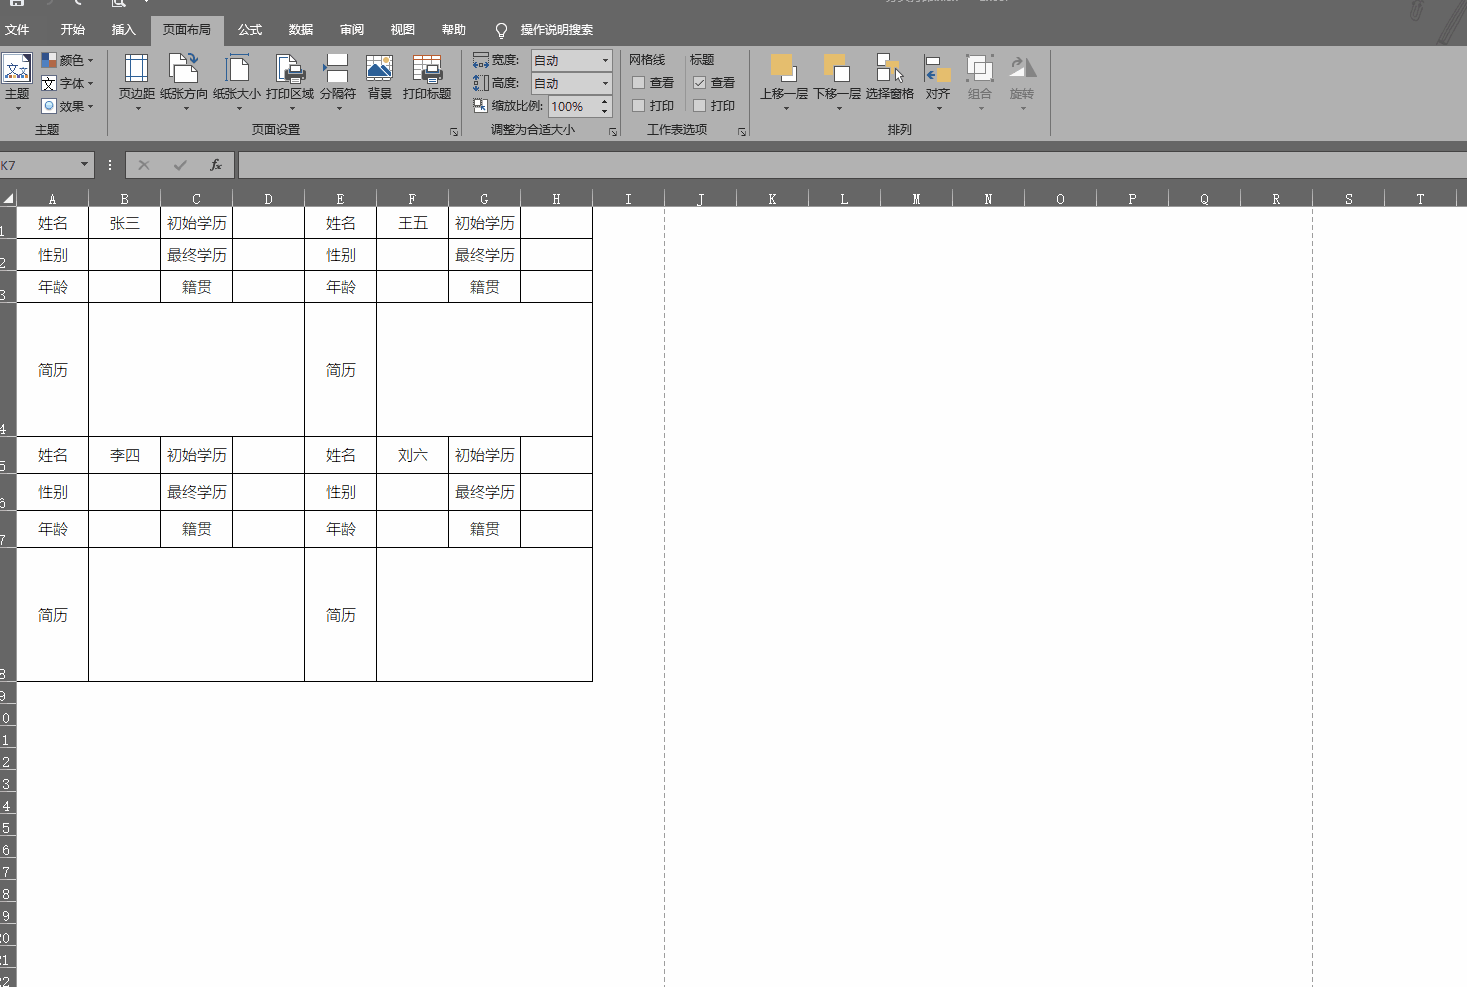 文件 开始 插入 页面布局 公式 数据 审阅 视图 帮助 操作说明搜索
主题 颜色 字体 效果
页边距 纸张方向 纸张大小 打印区域 分隔符 背景 打印标题
宽度: 自动
高度: 自动
缩放比例: 100%
网格线 标题
查看 查看
打印 打印
上移一层 下移一层 选择窗格 对齐 组合 旋转
主题 页面设置 调整为合适大小 工作表选项 排列
K7 fx
A B C D E F G H I J K L M N O P Q R S T
1 姓名 张三 初始学历 姓名 王五 初始学历
2 性别 最终学历 性别 最终学历
3 年龄 籍贯 年龄 籍贯
4 简历 简历
5 姓名 李四 初始学历 姓名 刘六 初始学历
6 性别 最终学历 性别 最终学历
7 年龄 籍贯 年龄 籍贯
8 简历 简历
9
0
1
2
3
4
5
6
7
8
9
20
21
22